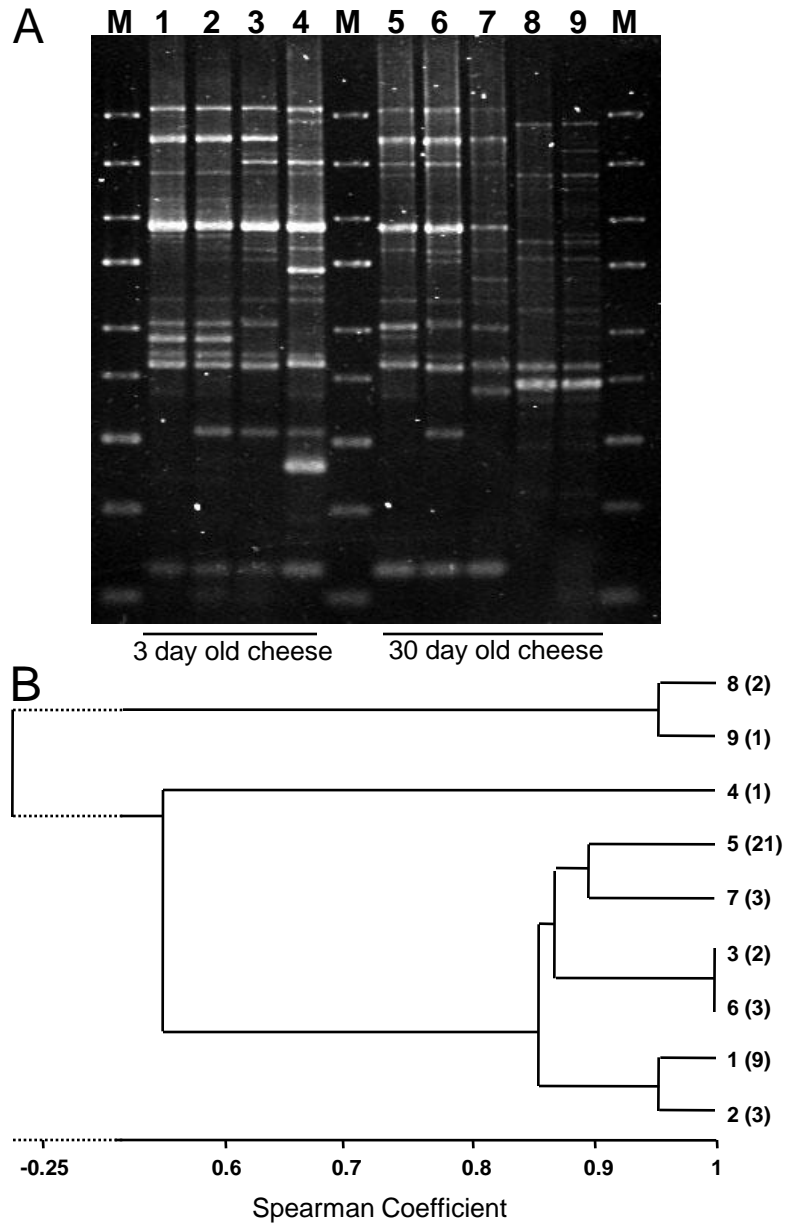 A
M 1 2 3 4 M 5 6 7 8 9 M
3 day old cheese 30 day old cheese
B
8 (2)
9 (1)
4 (1)
5 (21)
7 (3)
3 (2)
6 (3)
1 (9)
2 (3)
-0.25 0.6 0.7 0.8 0.9 1
Spearman Coefficient